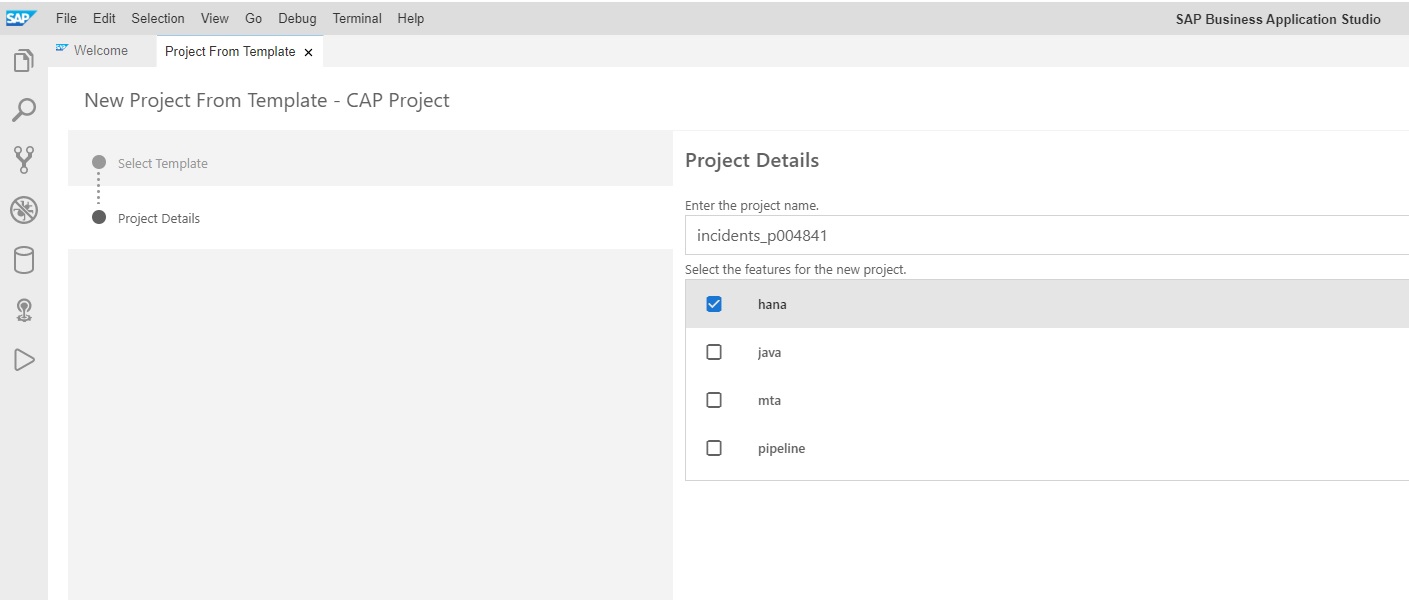 SAP File Edit Selection View Go Debug Terminal Help SAP Business Application Studio
SAP Welcome Project From Template ×
New Project From Template - CAP Project
Select Template
Project Details
Project Details
Enter the project name.
incidents_p004841
Select the features for the new project.
hana
java
mta
pipeline